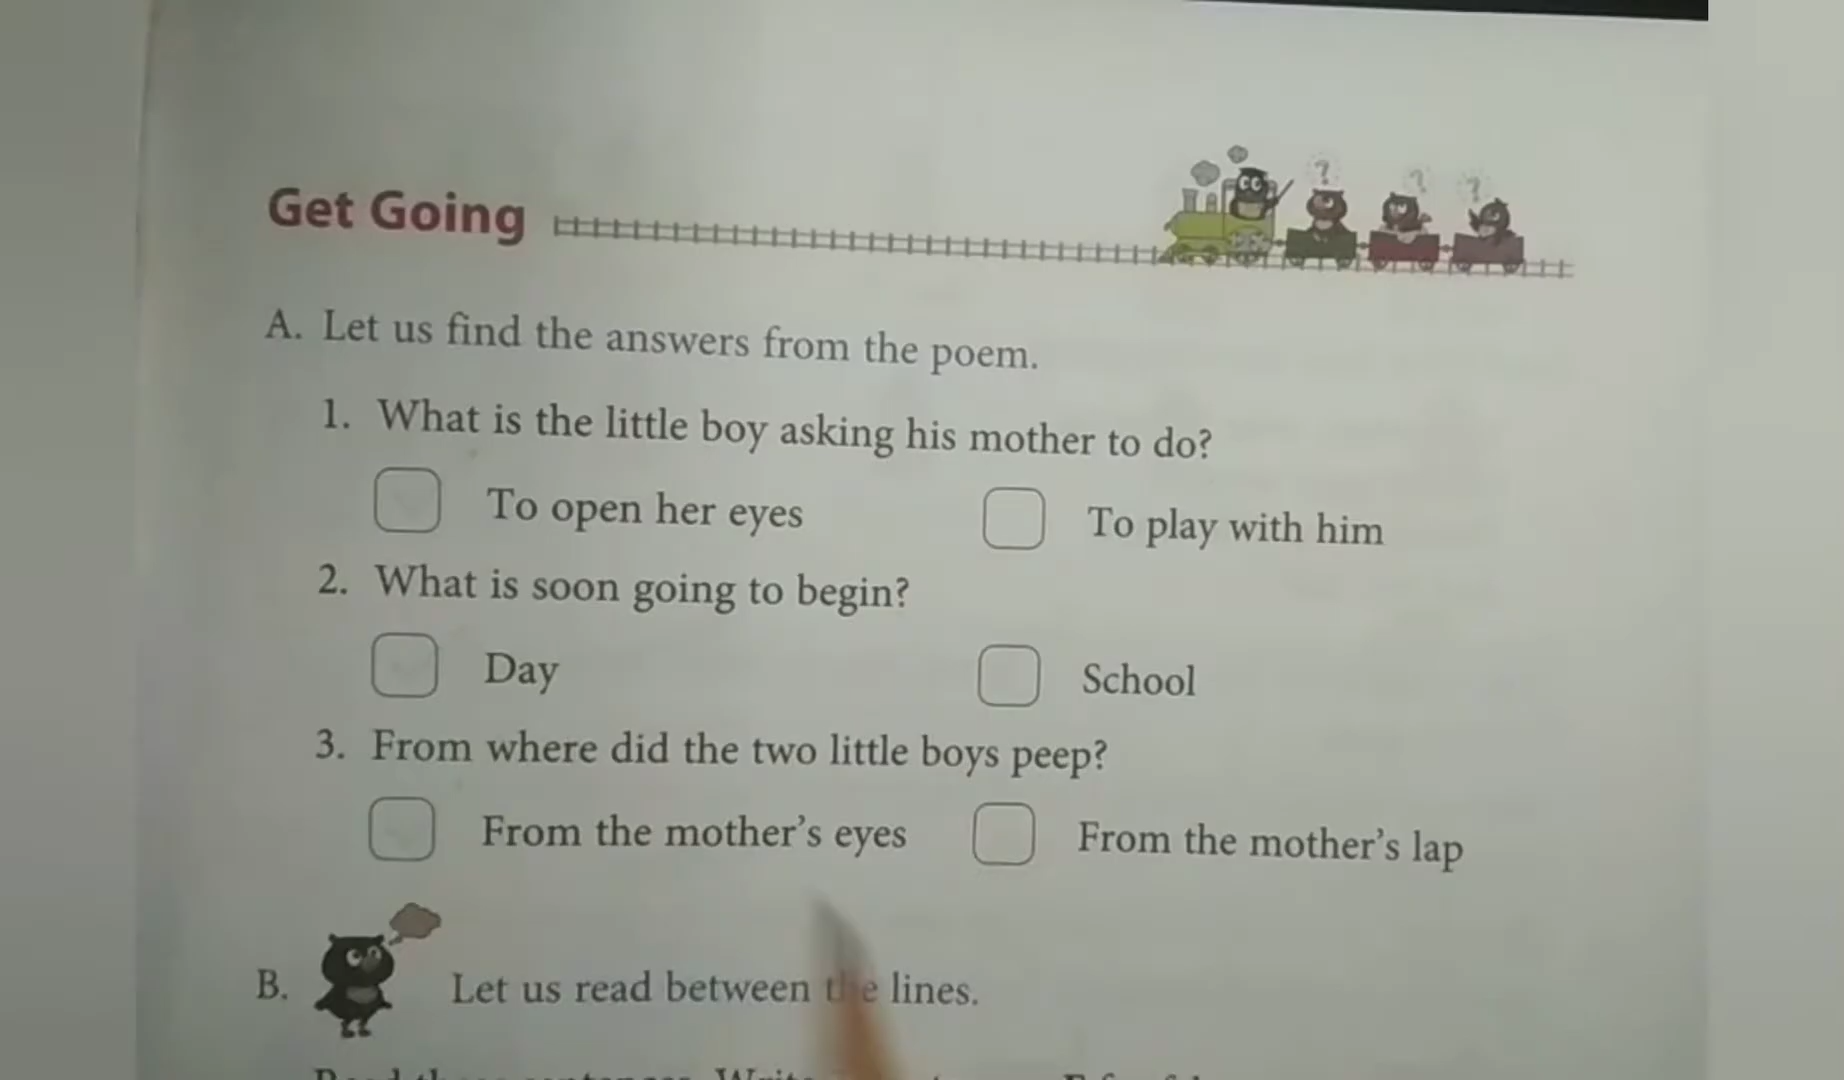 Get Going
A. Let us find the answers from the poem.
1. What is the little boy asking his mother to do?
To open her eyes
To play with him
2. What is soon going to begin?
Day
School
3. From where did the two little boys peep?
From the mother's eyes
From the mother's lap
B. Let us read between the lines.